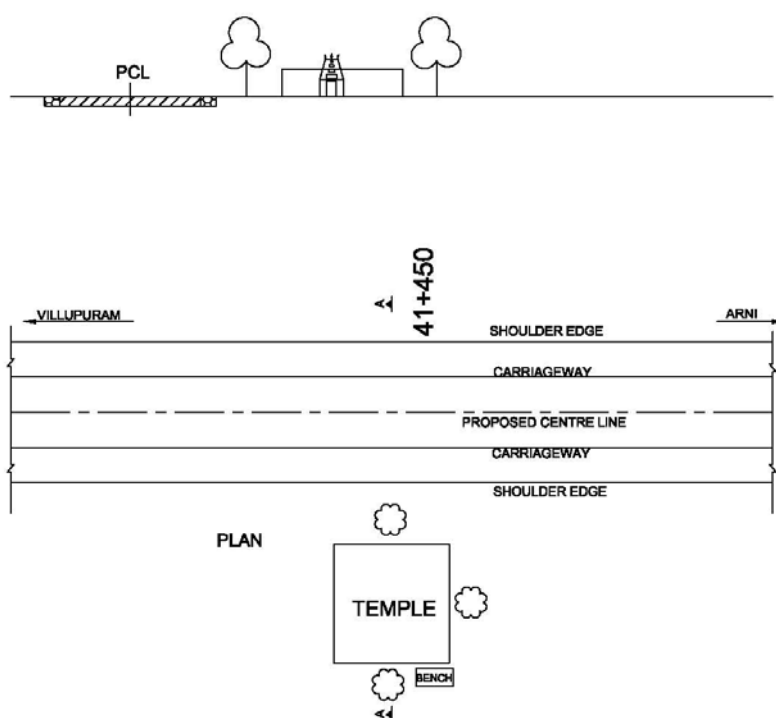 PCL
A
41+450
VILLUPURAM
ARNI
SHOULDER EDGE
CARRIAGEWAY
PROPOSED CENTRE LINE
CARRIAGEWAY
SHOULDER EDGE
PLAN
TEMPLE
BENCH
A